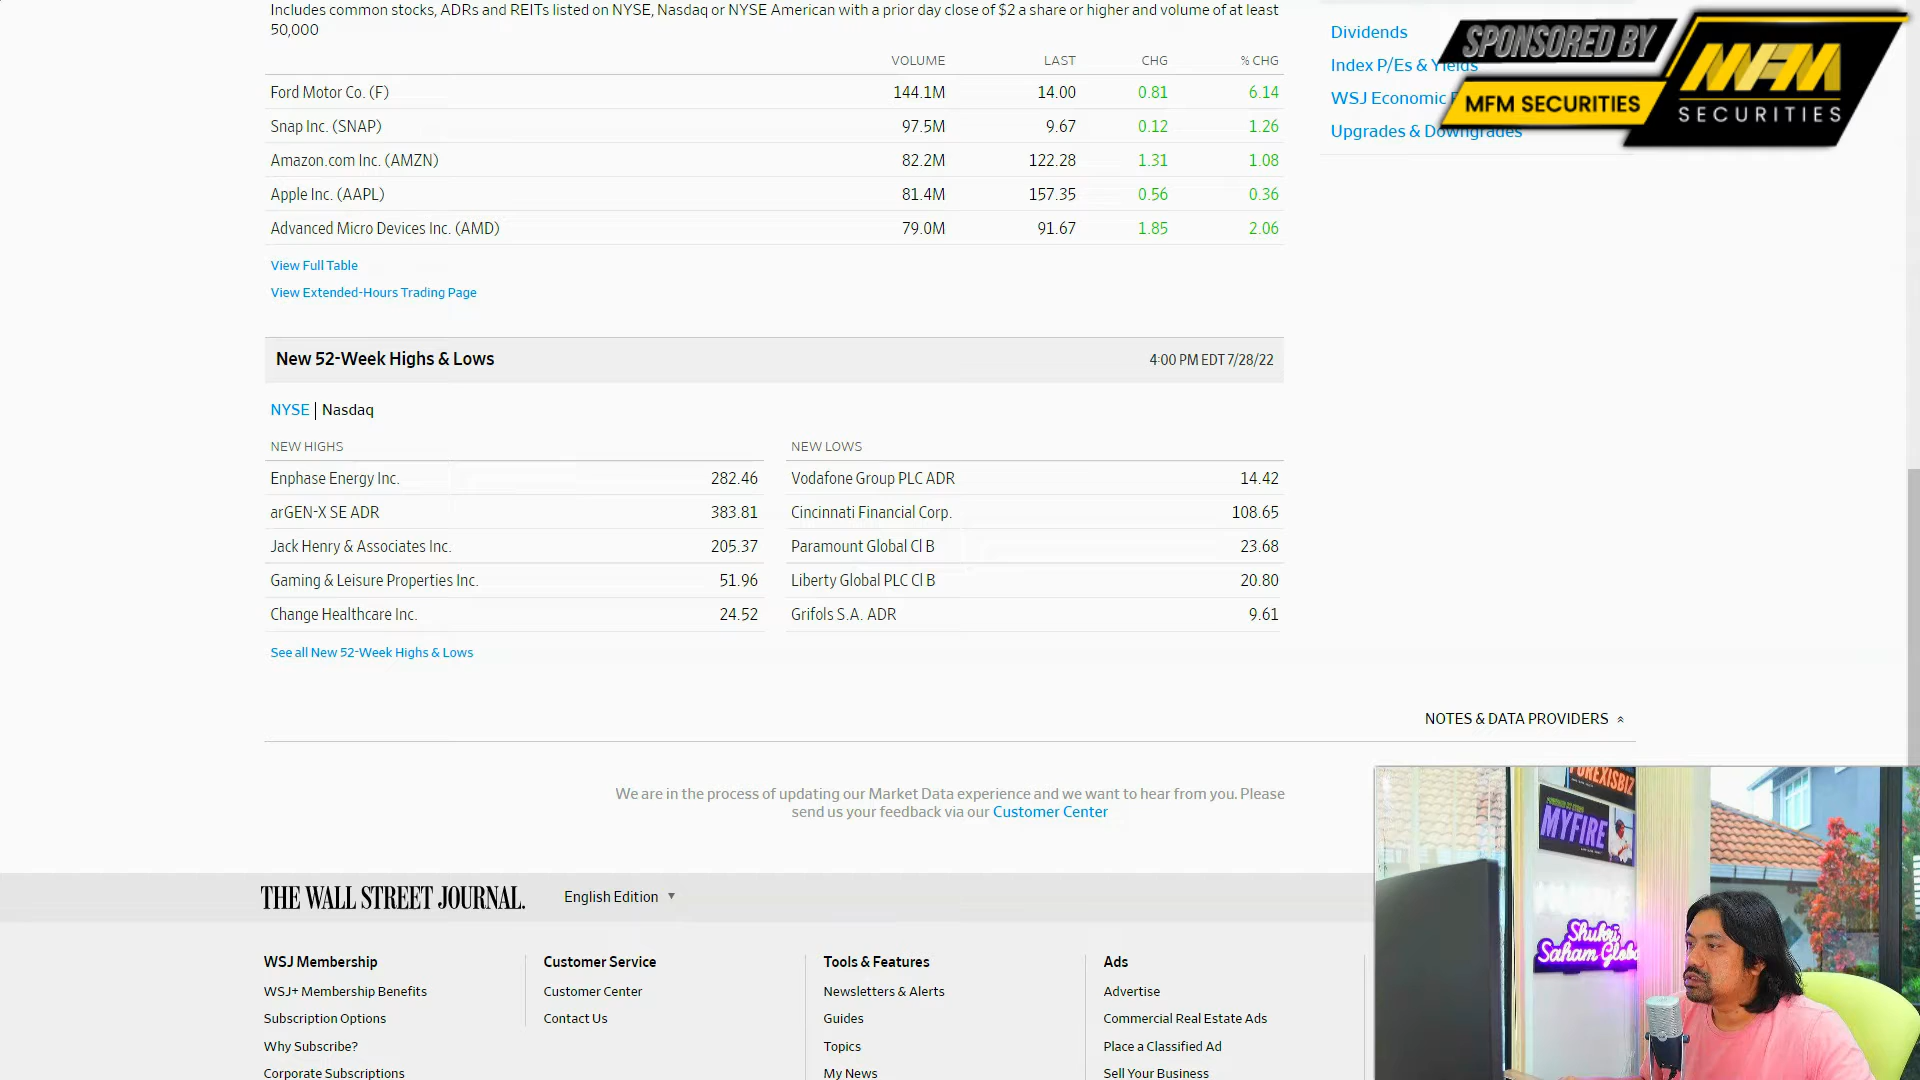 Includes common stocks, ADRs and REITs listed on NYSE, Nasdaq or NYSE American with a prior day close of $2 a share or higher and volume of at least
50,000
VOLUME LAST CHG % CHG
Ford Motor Co. (F) 144.1M 14.00 0.81 6.14
Snap Inc. (SNAP) 97.5M 9.67 0.12 1.26
Amazon.com Inc. (AMZN) 82.2M 122.28 1.31 1.08
Apple Inc. (AAPL) 81.4M 157.35 0.56 0.36
Advanced Micro Devices Inc. (AMD) 79.0M 91.67 1.85 2.06
View Full Table
View Extended-Hours Trading Page
Dividends
Index P/Es & Yields
WSJ Economic
Upgrades & Downgrades
SPONSORED BY
MFM SECURITIES
MFM
SECURITIES
New 52-Week Highs & Lows 4:00 PM EDT 7/28/22
NYSE | Nasdaq
NEW HIGHS NEW LOWS
Enphase Energy Inc. 282.46 Vodafone Group PLC ADR 14.42
arGEN-X SE ADR 383.81 Cincinnati Financial Corp. 108.65
Jack Henry & Associates Inc. 205.37 Paramount Global Cl B 23.68
Gaming & Leisure Properties Inc. 51.96 Liberty Global PLC Cl B 20.80
Change Healthcare Inc. 24.52 Grifols S.A. ADR 9.61
See all New 52-Week Highs & Lows
NOTES & DATA PROVIDERS
We are in the process of updating our Market Data experience and we want to hear from you. Please
send us your feedback via our Customer Center
THE WALL STREET JOURNAL.
English Edition
WSJ Membership
WSJ+ Membership Benefits
Subscription Options
Why Subscribe?
Corporate Subscriptions
Customer Service
Customer Center
Contact Us
Tools & Features
Newsletters & Alerts
Guides
Topics
My News
Ads
Advertise
Commercial Real Estate Ads
Place a Classified Ad
Sell Your Business
FOREXISBIZ
MYFIRE
Shukri
Saham Globa